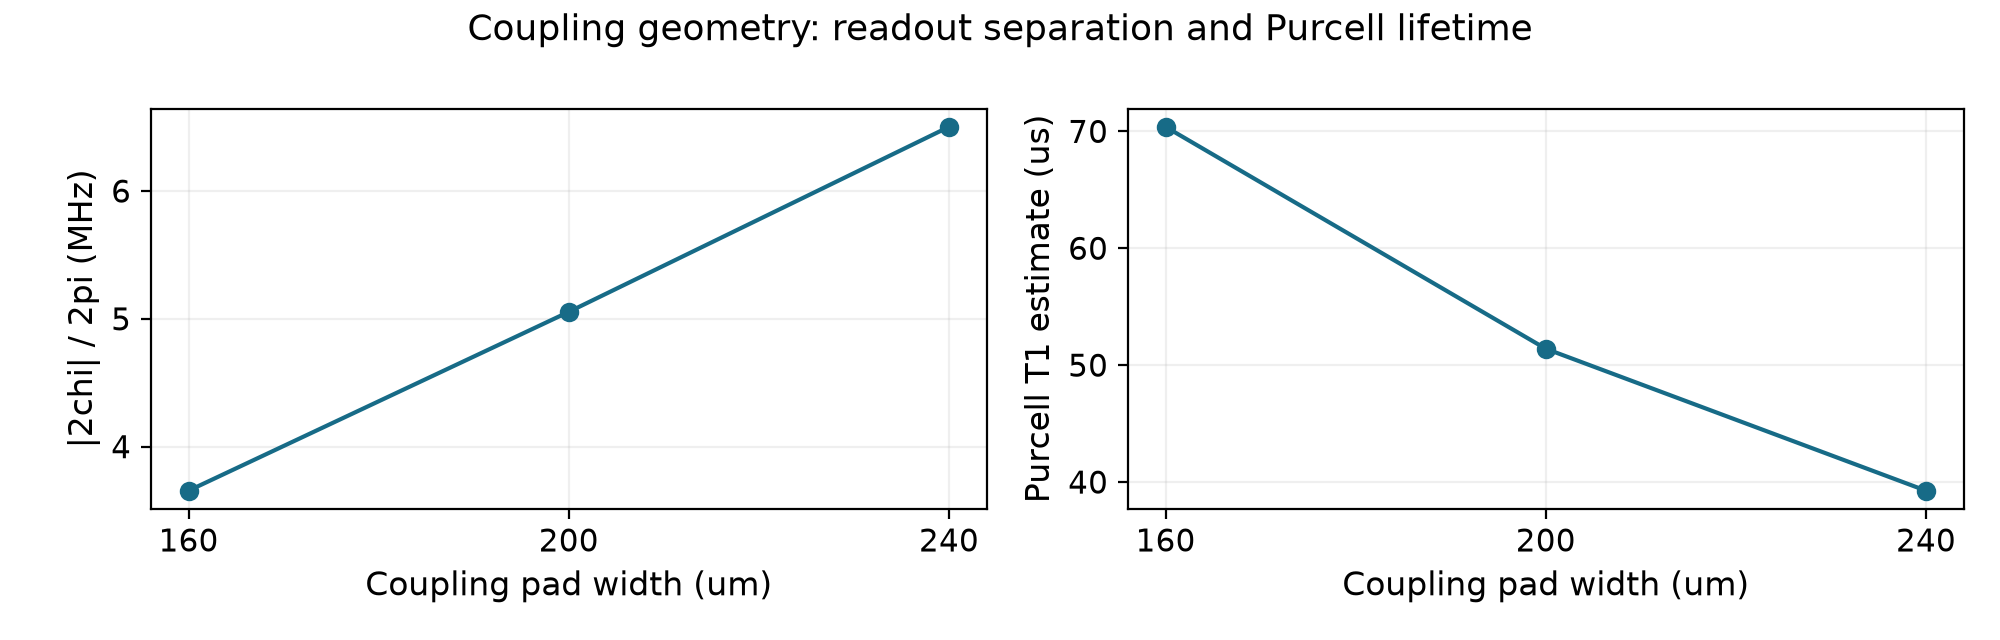 Coupling geometry: readout separation and Purcell lifetime
|2chi| / 2pi (MHz)
6
5
4
160 200 240
Coupling pad width (um)
Purcell T1 estimate (us)
70
60
50
40
160 200 240
Coupling pad width (um)